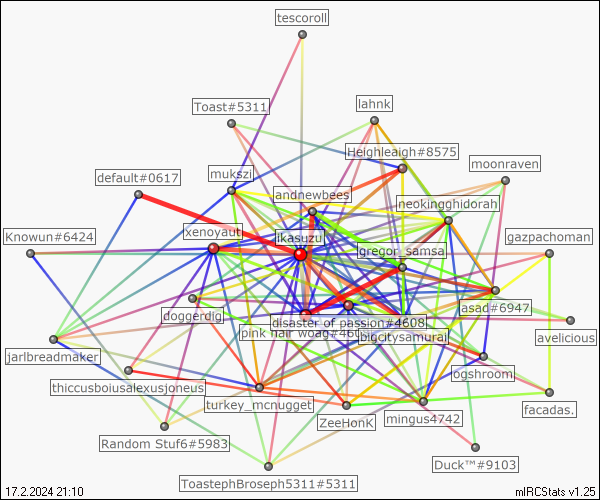 tescoroll
Toast#5311
lahnk
Heighleaigh#8575
moonraven
default#0617
mukszi
andnewbees
neokingghidorah
Knowun#6424
xenoyaut
ikasuzu
gregor_samsa
gazpachoman
doggerdig
asad#6947
disaster of passion#4608
pink hair woag#460
bigcitysamurai
avelicious
jarlbreadmaker
ogshroom
thiccusboiusalexusjoneus
turkey_mcnugget
ZeeHonK
mingus4742
facadas.
Random Stuf6#5983
Duck™#9103
ToastephBroseph5311#5311
17.2.2024 21:10
mIRCStats v1.25